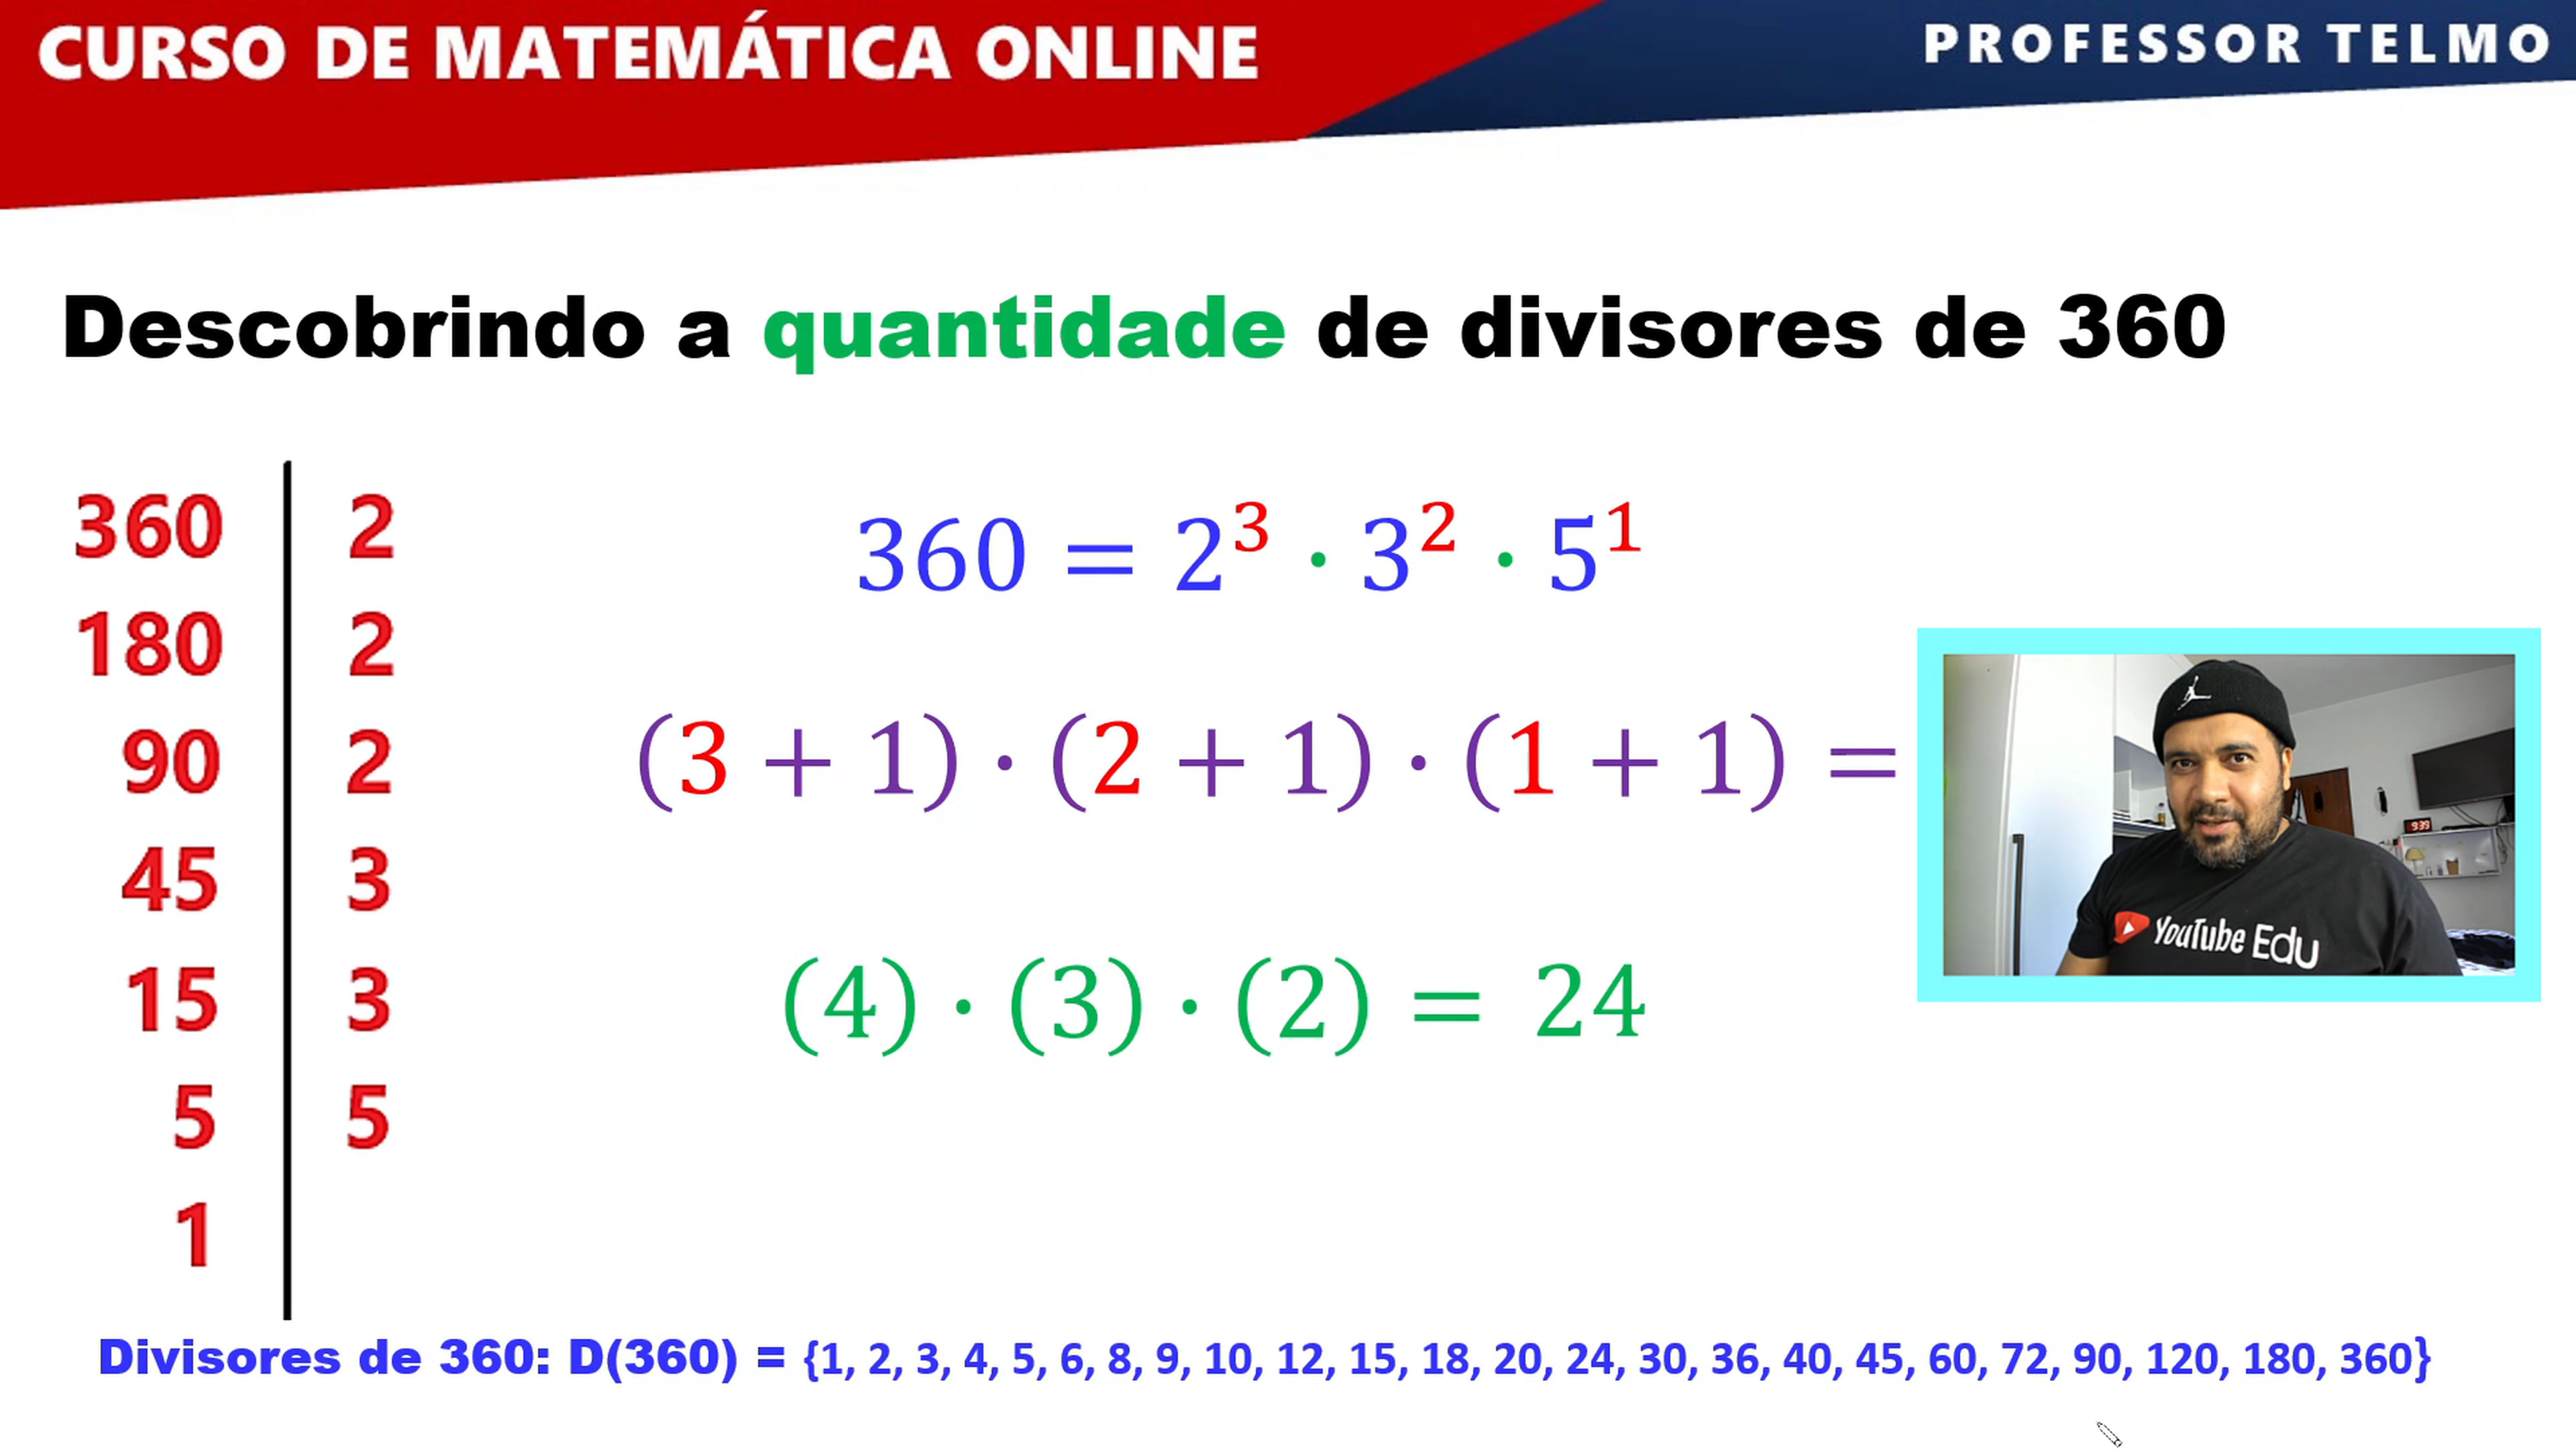 CURSO DE MATEMÁTICA ONLINE
PROFESSOR TELMO
Descobrindo a quantidade de divisores de 360
360 2
180 2
90 2
45 3
15 3
5 5
1
360 = 2³ · 3² · 5¹
(3 + 1) · (2 + 1) · (1 + 1) =
(4) · (3) · (2) = 24
9:39
YouTube Edu
Divisores de 360: D(360) = {1, 2, 3, 4, 5, 6, 8, 9, 10, 12, 15, 18, 20, 24, 30, 36, 40, 45, 60, 72, 90, 120, 180, 360}